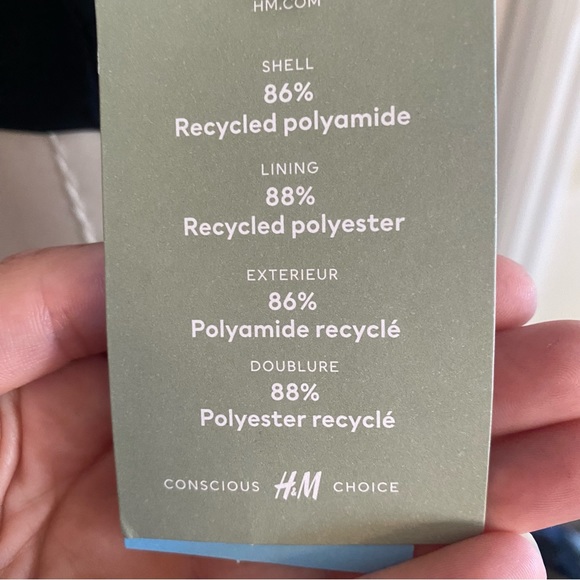 HM.COM
SHELL
86%
Recycled polyamide
LINING
88%
Recycled polyester
EXTERIEUR
86%
Polyamide recyclé
DOUBLURE
88%
Polyester recyclé
CONSCIOUS H&M CHOICE